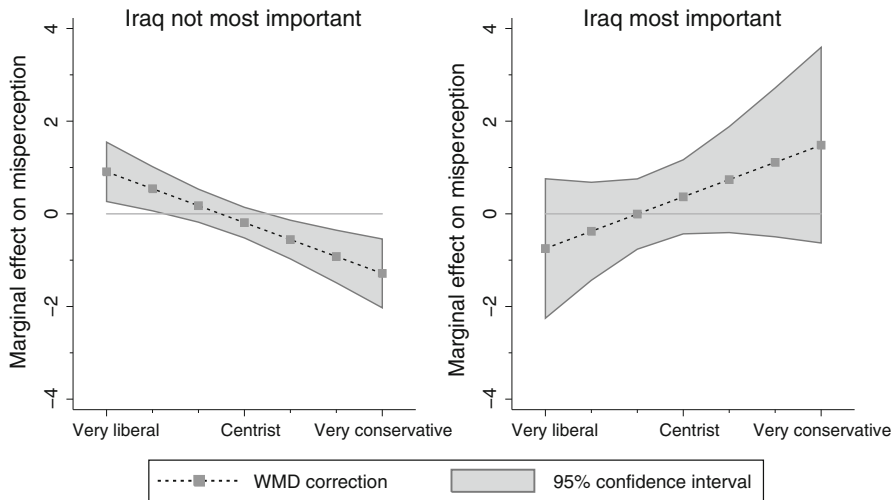 Iraq not most important
Marginal effect on misperception
4
2
0
−2
−4
Very liberal Centrist Very conservative
Iraq most important
Marginal effect on misperception
4
2
0
−2
−4
Very liberal Centrist Very conservative
WMD correction 95% confidence interval